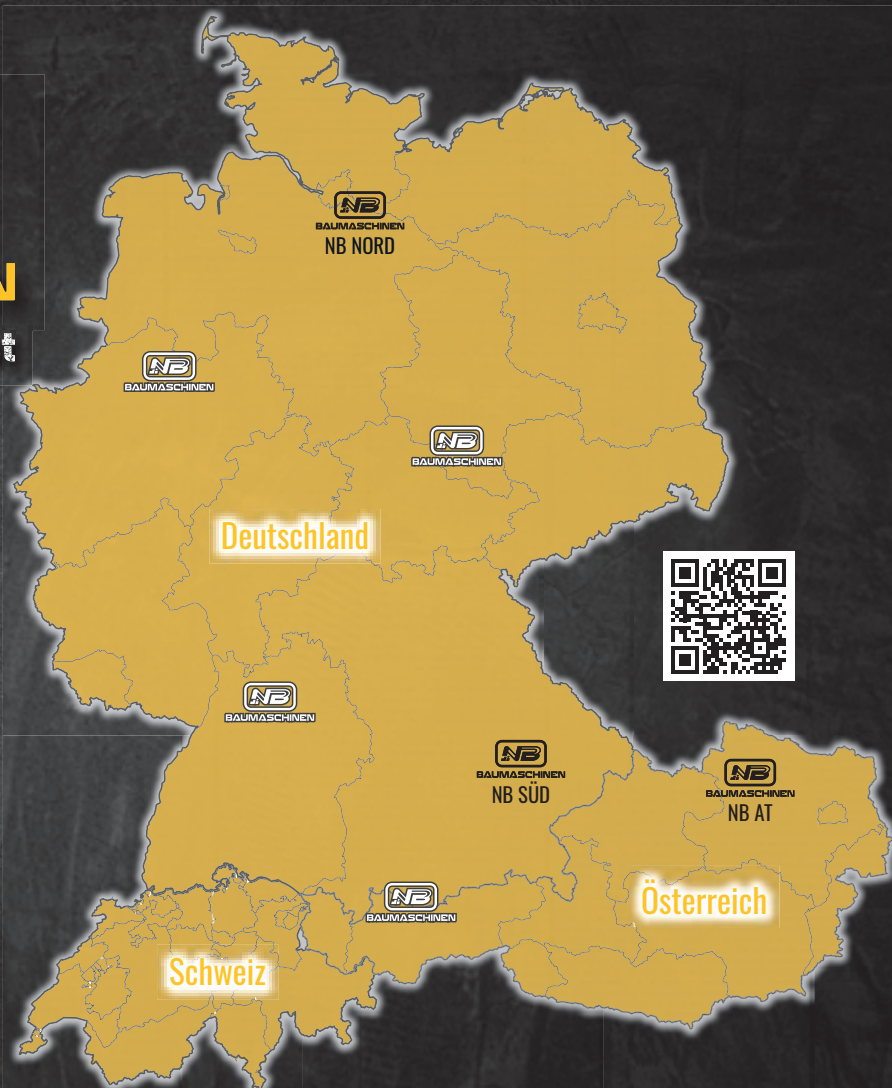 NB
BAUMASCHINEN
NB NORD
N
NB
BAUMASCHINEN
NB
BAUMASCHINEN
Deutschland
NB
BAUMASCHINEN
NB
BAUMASCHINEN
NB SÜD
NB
BAUMASCHINEN
NB AT
NB
BAUMASCHINEN
Österreich
Schweiz